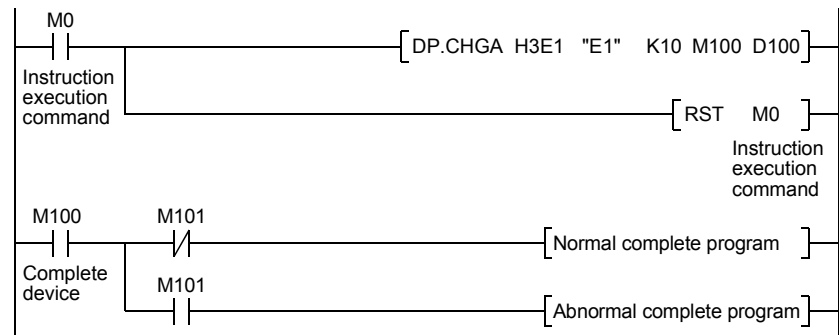 M0
DP.CHGA H3E1 "E1" K10 M100 D100
Instruction
execution
command
RST M0
Instruction
execution
command
M100 M101
Normal complete program
Complete
device
M101
Abnormal complete program